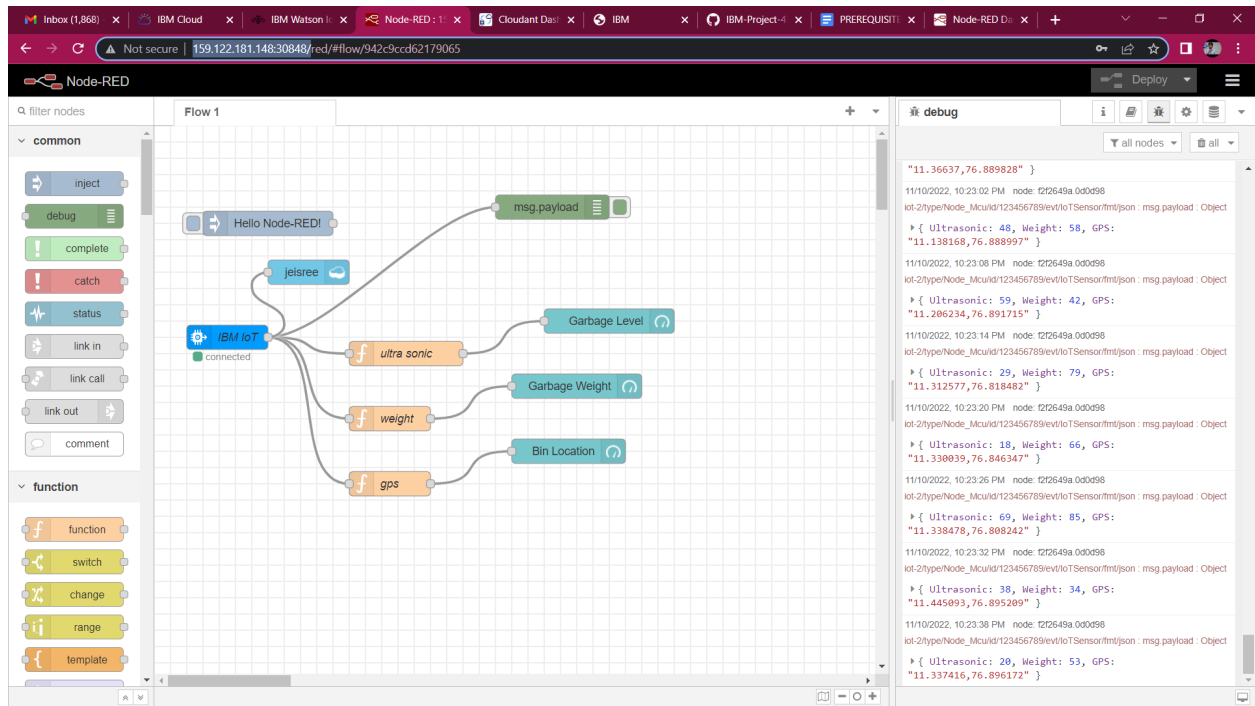 Inbox (1,868)
IBM Cloud
IBM Watson Io
Node-RED : 15
Cloudant Dash
IBM
IBM-Project-4
PREREQUISITE
Node-RED Da
Not secure | 159.122.181.148:30848/red/#flow/942c9ccd62179065
Node-RED
Deploy
filter nodes
Flow 1
debug
i
all nodes
all
common
inject
debug
complete
catch
status
link in
link call
link out
comment
function
function
switch
change
range
template
Hello Node-RED!
msg.payload
jeisree
IBM IoT
connected
ultra sonic
Garbage Level
weight
Garbage Weight
gps
Bin Location
"11.36637,76.889828" }
11/10/2022, 10:23:02 PM node: f2f2649a.0d0d98
iot-2/type/Node_Mcu/id/123456789/evt/IoTSensor/fmt/json : msg.payload : Object
{ Ultrasonic: 48, Weight: 58, GPS:
"11.138168,76.888997" }
11/10/2022, 10:23:08 PM node: f2f2649a.0d0d98
iot-2/type/Node_Mcu/id/123456789/evt/IoTSensor/fmt/json : msg.payload : Object
{ Ultrasonic: 59, Weight: 42, GPS:
"11.206234,76.891715" }
11/10/2022, 10:23:14 PM node: f2f2649a.0d0d98
iot-2/type/Node_Mcu/id/123456789/evt/IoTSensor/fmt/json : msg.payload : Object
{ Ultrasonic: 29, Weight: 79, GPS:
"11.312577,76.818482" }
11/10/2022, 10:23:20 PM node: f2f2649a.0d0d98
iot-2/type/Node_Mcu/id/123456789/evt/IoTSensor/fmt/json : msg.payload : Object
{ Ultrasonic: 18, Weight: 66, GPS:
"11.330039,76.846347" }
11/10/2022, 10:23:26 PM node: f2f2649a.0d0d98
iot-2/type/Node_Mcu/id/123456789/evt/IoTSensor/fmt/json : msg.payload : Object
{ Ultrasonic: 69, Weight: 85, GPS:
"11.338478,76.808242" }
11/10/2022, 10:23:32 PM node: f2f2649a.0d0d98
iot-2/type/Node_Mcu/id/123456789/evt/IoTSensor/fmt/json : msg.payload : Object
{ Ultrasonic: 38, Weight: 34, GPS:
"11.445093,76.895209" }
11/10/2022, 10:23:38 PM node: f2f2649a.0d0d98
iot-2/type/Node_Mcu/id/123456789/evt/IoTSensor/fmt/json : msg.payload : Object
{ Ultrasonic: 20, Weight: 53, GPS:
"11.337416,76.896172" }